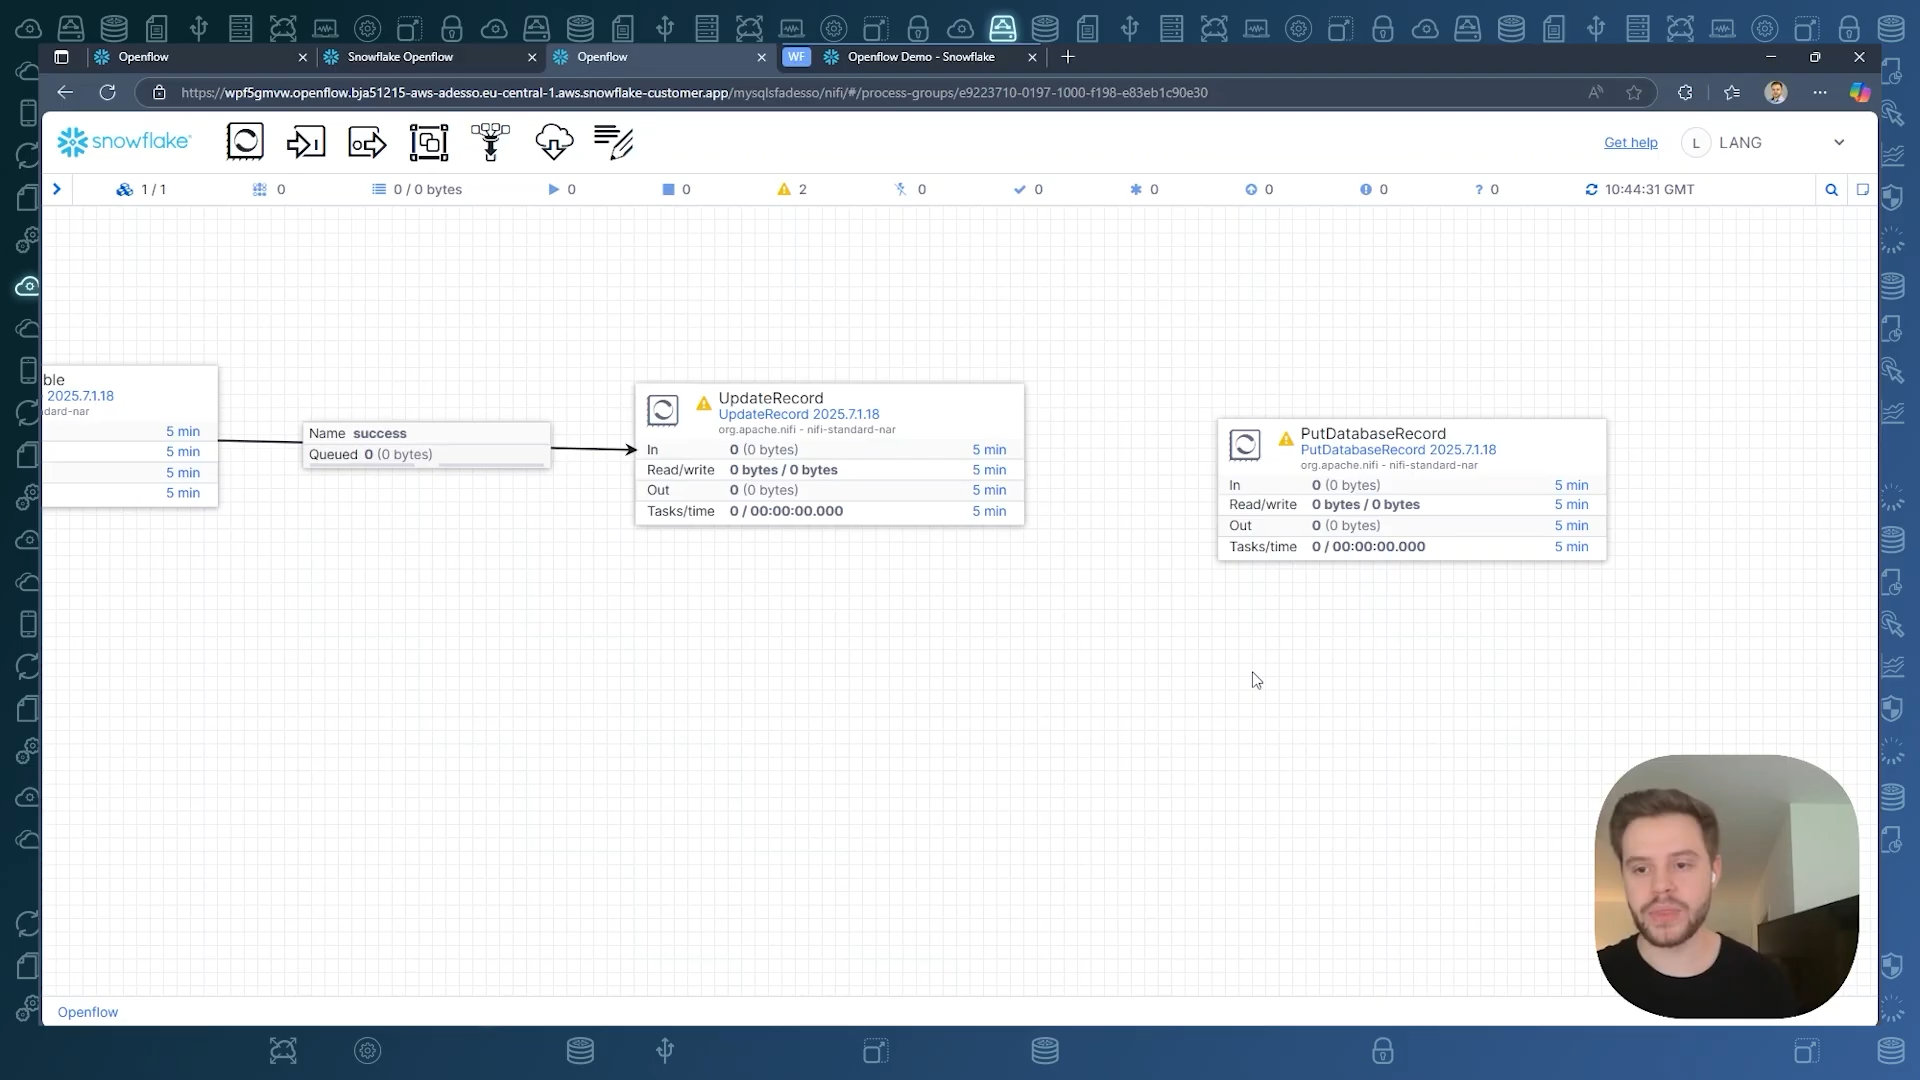 Openflow
Snowflake Openflow
Openflow
WF
Openflow Demo - Snowflake
https://wpf5gmvw.openflow.bja51215-aws-adesso.eu-central-1.aws.snowflake-customer.app/mysqlsfadesso/nifi/#/process-groups/e9223710-0197-1000-f198-e83eb1c90e30
snowflake
Get help
L
LANG
1 / 1
0
0 / 0 bytes
0
0
2
0
0
0
0
0
? 0
10:44:31 GMT
ble
2025.7.1.18
dard-nar
5 min
5 min
5 min
5 min
Name success
Queued 0 (0 bytes)
UpdateRecord
UpdateRecord 2025.7.1.18
org.apache.nifi - nifi-standard-nar
In 0 (0 bytes) 5 min
Read/write 0 bytes / 0 bytes 5 min
Out 0 (0 bytes) 5 min
Tasks/time 0 / 00:00:00.000 5 min
PutDatabaseRecord
PutDatabaseRecord 2025.7.1.18
org.apache.nifi - nifi-standard-nar
In 0 (0 bytes) 5 min
Read/write 0 bytes / 0 bytes 5 min
Out 0 (0 bytes) 5 min
Tasks/time 0 / 00:00:00.000 5 min
Openflow